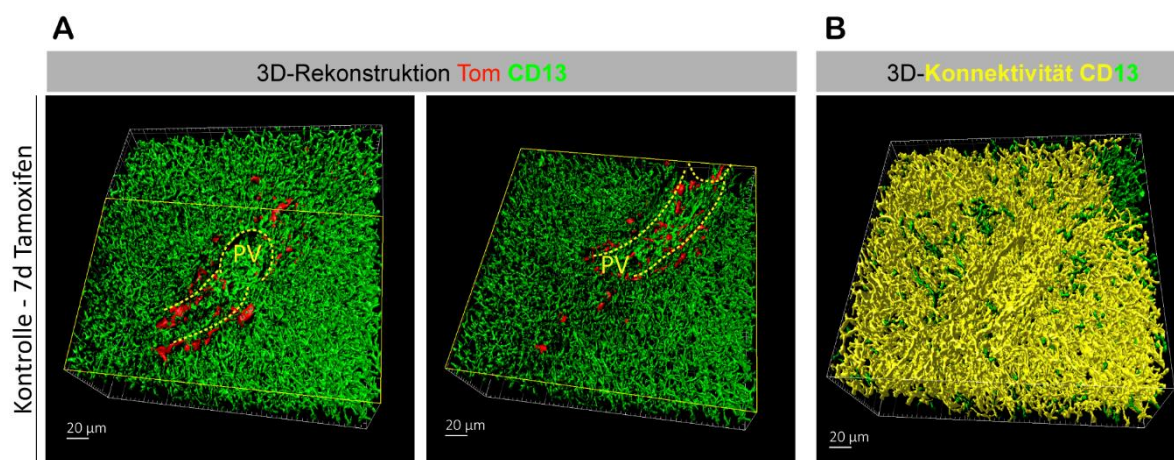 A
B
3D-Rekonstruktion Tom CD13
3D-Konnektivität CD13
Kontrolle - 7d Tamoxifen
PV
PV
20 µm
20 µm
20 µm